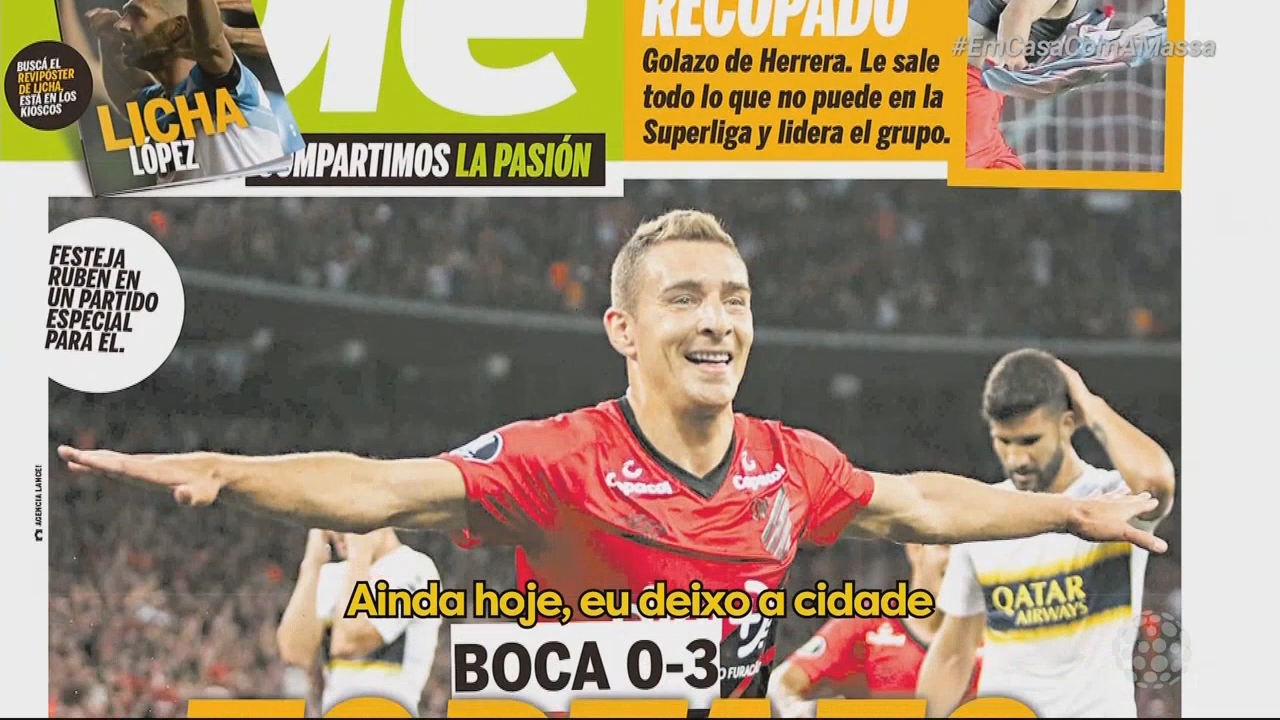 RECOPADO
#EmCasaComAMassa
Golazo de Herrera. Le sale
todo lo que no puede en la
Superliga y lidera el grupo.
BUSCÁ EL
REVIPÓSTER
DE LICHA,
ESTÁ EN LOS
KIOSCOS
LICHA
LÓPEZ
COMPARTIMOS LA PASIÓN
FESTEJA
RUBEN EN
UN PARTIDO
ESPECIAL
PARA ÉL.
AGENCIA LANCE!
Capacol Capacol
QATAR
AIRWAYS
Ainda hoje, eu deixo a cidade
BOCA 0-3
O FURACÃO